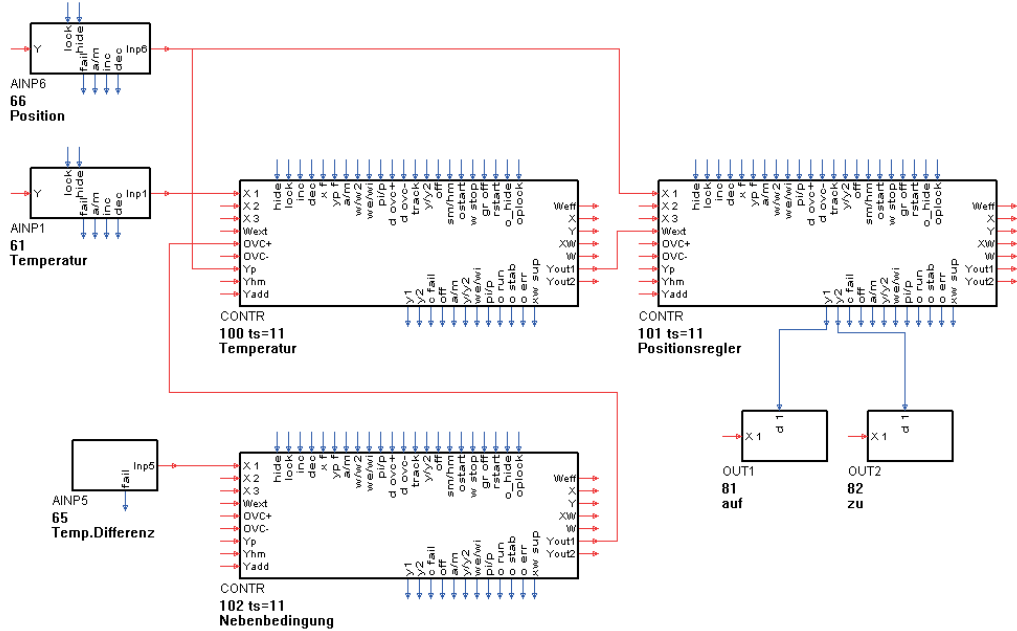 lock
hide
Y
Inp6
fail
a/m
inc
dec
AINP6
66
Position
lock
hide
Y
Inp1
fail
a/m
inc
dec
AINP1
61
Temperatur
hide
lock
inc
dec
x f
yp f
a/m
w/w2
we/wi
pi/p
d ovc+
d ovc-
track
y/y2
off
sm/hm
ostart
w stop
gr off
rstart
o_hide
oplock
X 1
X 2
X 3
Wext
OVC+
OVC-
Yp
Yhm
Yadd
Weff
X
Y
XW
W
Yout1
Yout2
y1
y2
c fail
off
a/m
y/y2
we/wi
pi/p
o run
o stab
o err
xw sup
CONTR
100 ts=11
Temperatur
hide
lock
inc
dec
x f
yp f
a/m
w/w2
we/wi
pi/p
d ovc+
d ovc-
track
y/y2
off
sm/hm
ostart
w stop
gr off
rstart
o_hide
oplock
X 1
X 2
X 3
Wext
OVC+
OVC-
Yp
Yhm
Yadd
Weff
X
Y
XW
W
Yout1
Yout2
y1
y2
c fail
off
a/m
y/y2
we/wi
pi/p
o run
o stab
o err
xw sup
CONTR
101 ts=11
Positionsregler
d 1
X 1
OUT1
81
auf
d 1
X 1
OUT2
82
zu
Inp5
fail
AINP5
65
Temp.Differenz
hide
lock
inc
dec
x f
yp f
a/m
w/w2
we/wi
pi/p
d ovc+
d ovc-
track
y/y2
off
sm/hm
ostart
w stop
gr off
rstart
o_hide
oplock
X 1
X 2
X 3
Wext
OVC+
OVC-
Yp
Yhm
Yadd
Weff
X
Y
XW
W
Yout1
Yout2
y1
y2
c fail
off
a/m
y/y2
we/wi
pi/p
o run
o stab
o err
xw sup
CONTR
102 ts=11
Nebenbedingung